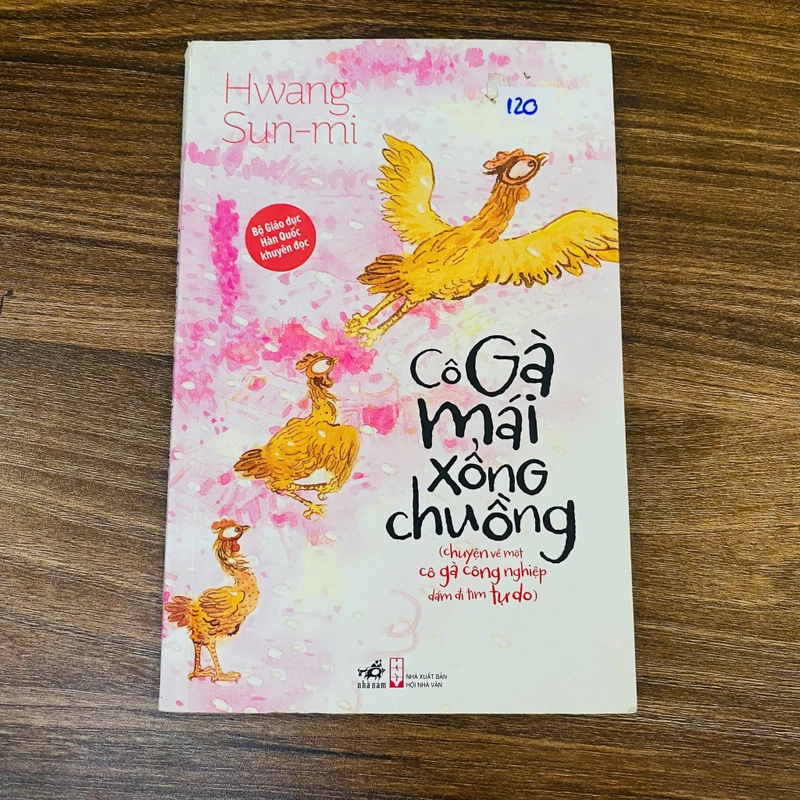 Hwang
Sun-mi
120
Bộ Giáo dục
Hàn Quốc
khuyên đọc
Cô Gà
mái
xổng
chuồng
(chuyện về một
cô gà công nghiệp
dám đi tìm tự do)
nhã nam
NHÀ XUẤT BẢN
HỘI NHÀ VĂN